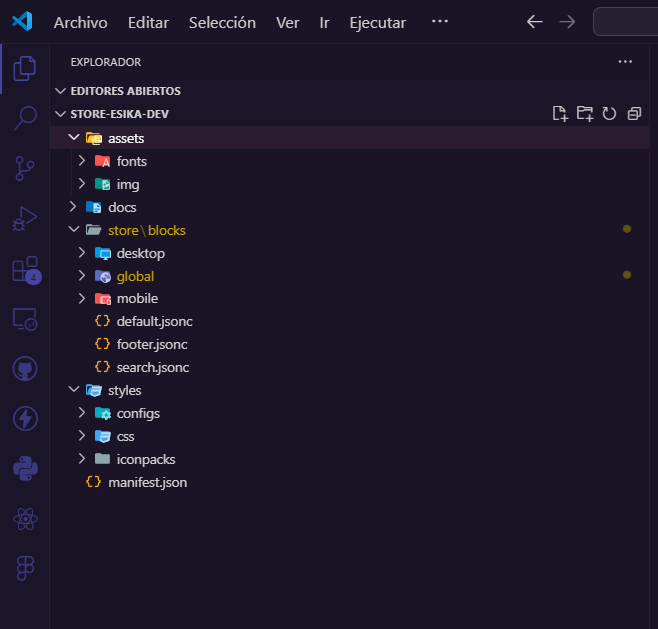 Archivo Editar Selección Ver Ir Ejecutar ···
EXPLORADOR ···
EDITORES ABIERTOS
STORE-ESIKA-DEV
assets
fonts
img
docs
store\blocks
desktop
global
mobile
{} default.jsonc
{} footer.jsonc
{} search.jsonc
styles
configs
css
iconpacks
{} manifest.json
4